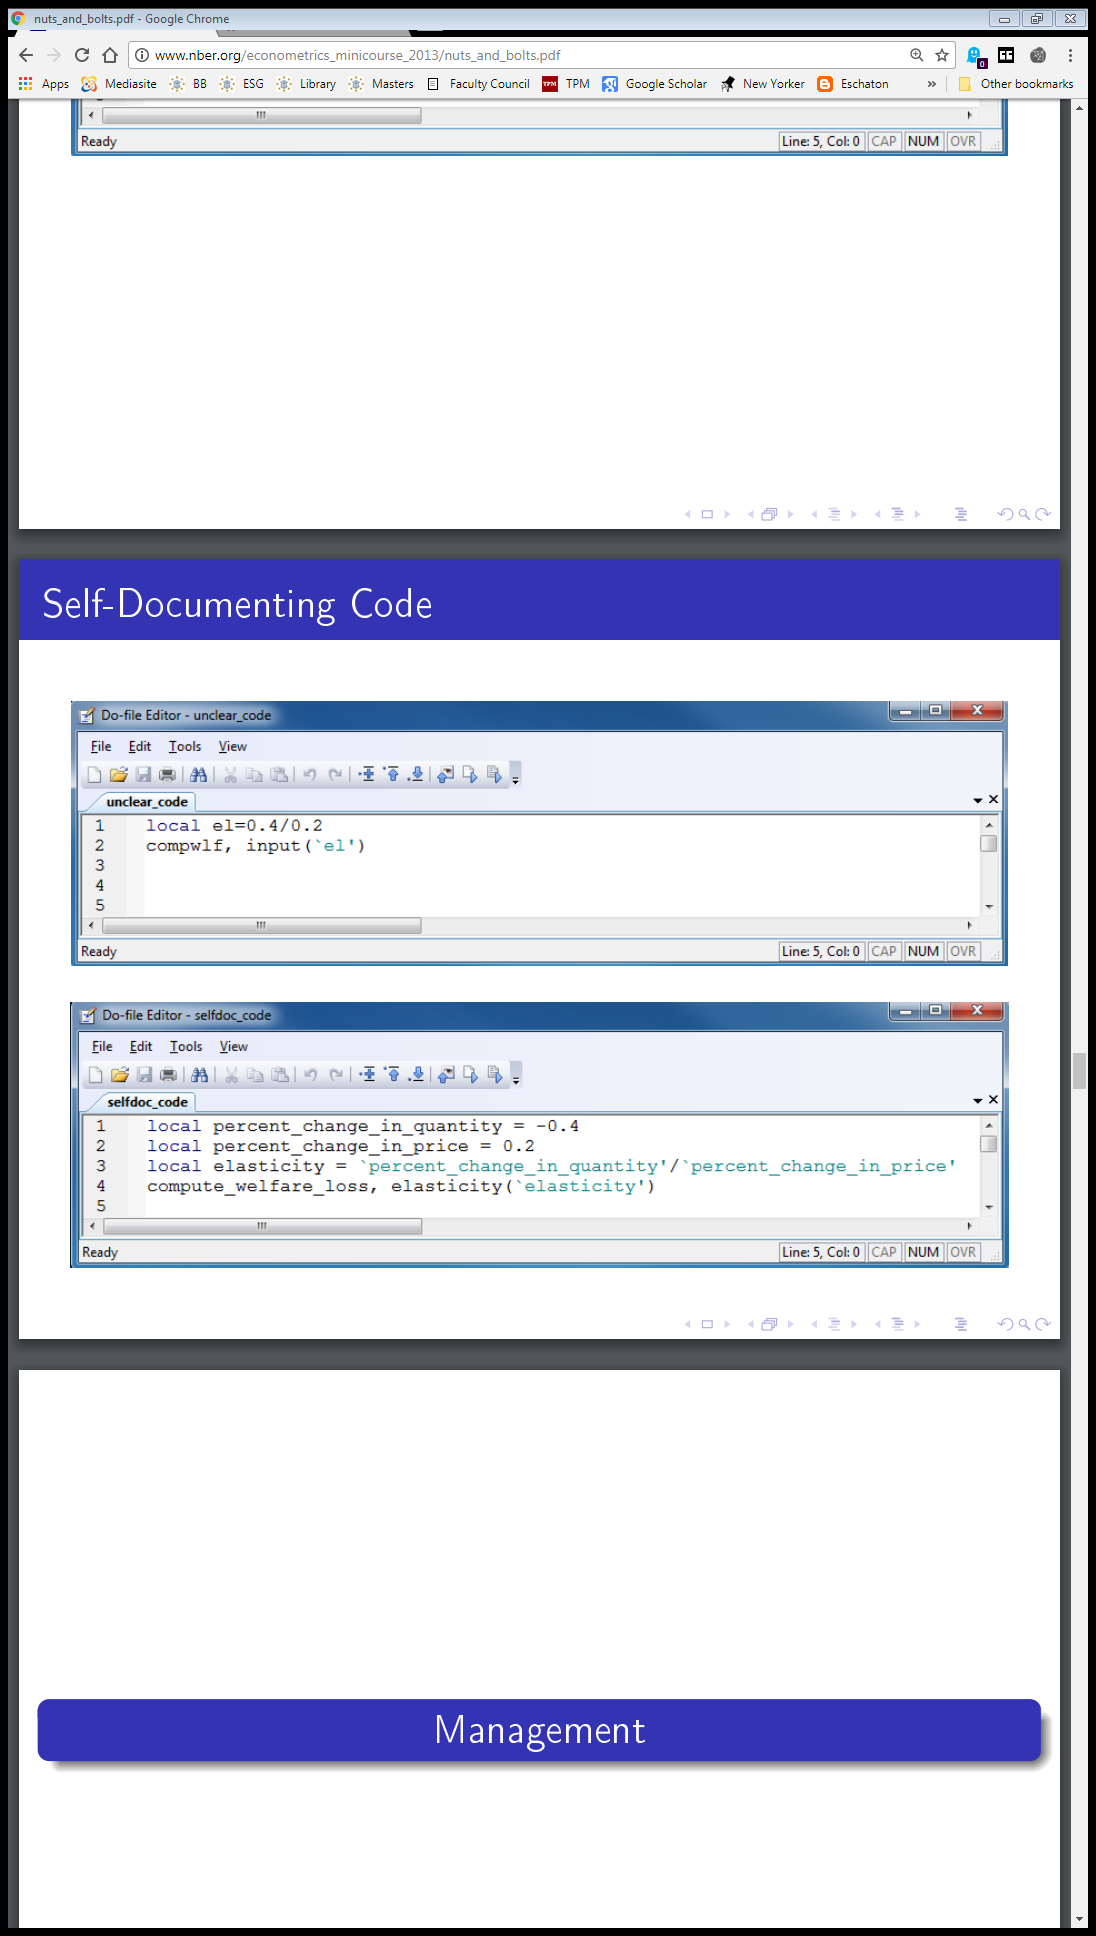 nuts_and_bolts.pdf - Google Chrome
www.nber.org/econometrics_minicourse_2013/nuts_and_bolts.pdf
0
Apps Mediasite BB ESG Library Masters Faculty Council TPM TPM Google Scholar New Yorker Eschaton » Other bookmarks
Ready Line: 5, Col: 0 CAP NUM OVR
Self-Documenting Code
Do-file Editor - unclear_code
File Edit Tools View
unclear_code
1 local el=0.4/0.2
2 compwlf, input(`el')
3
4
5
Ready Line: 5, Col: 0 CAP NUM OVR
Do-file Editor - selfdoc_code
File Edit Tools View
selfdoc_code
1 local percent_change_in_quantity = -0.4
2 local percent_change_in_price = 0.2
3 local elasticity = `percent_change_in_quantity'/`percent_change_in_price'
4 compute_welfare_loss, elasticity(`elasticity')
5
Ready Line: 5, Col: 0 CAP NUM OVR
Management